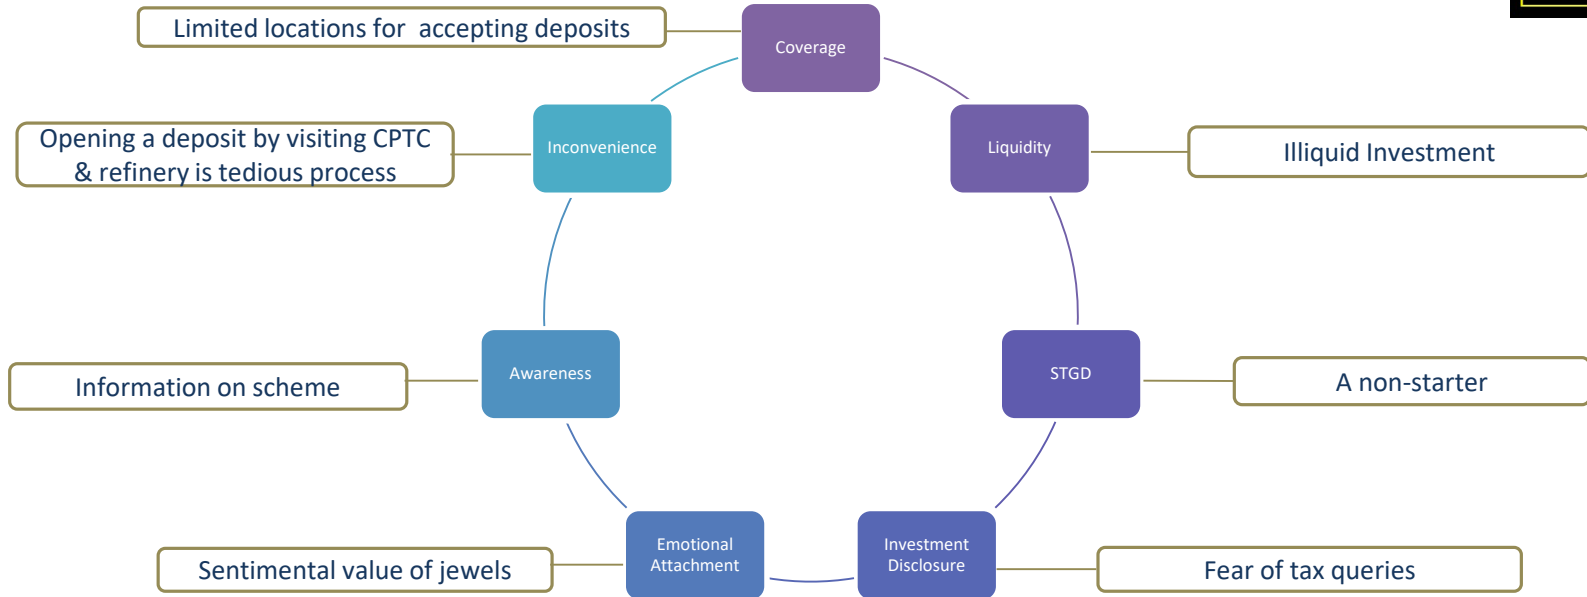 Limited locations for accepting deposits
Coverage
Opening a deposit by visiting CPTC
& refinery is tedious process
Inconvenience
Liquidity
Illiquid Investment
Information on scheme
Awareness
STGD
A non-starter
Sentimental value of jewels
Emotional
Attachment
Investment
Disclosure
Fear of tax queries